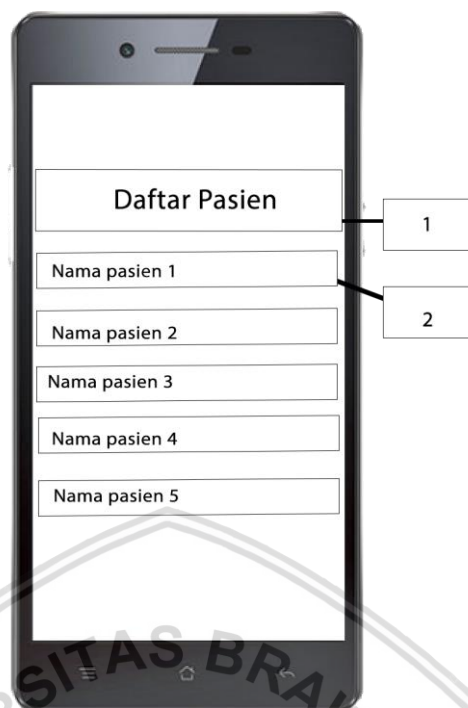 Daftar Pasien
1
Nama pasien 1
2
Nama pasien 2
Nama pasien 3
Nama pasien 4
Nama pasien 5
SITAS BRA